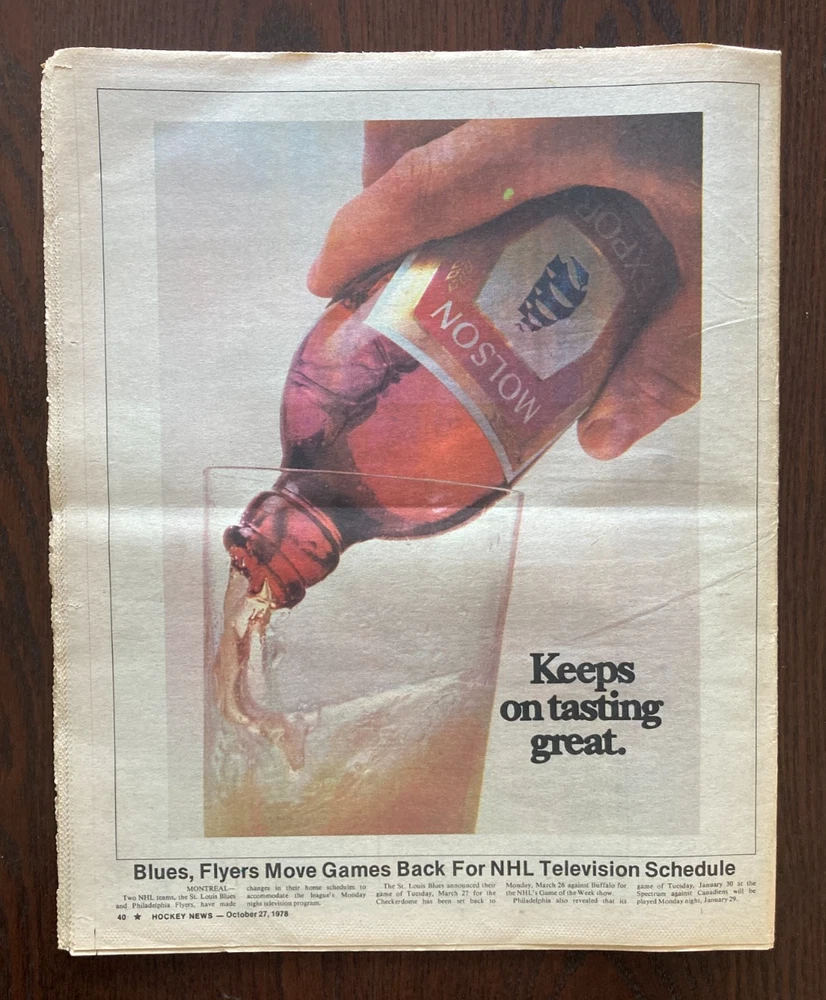 MOLSON
EXPOR
Keeps
on tasting
great.
Blues, Flyers Move Games Back For NHL Television Schedule
MONTREAL—
Two NHL teams, the St. Louis Blues
and Philadelphia Flyers, have made
changes in their home schedules to
accommodate the league's Monday
night television program.
The St. Louis Blues announced their
game of Tuesday, March 27 for the
Checkerdome has been set back to
Monday, March 26 against Buffalo for
the NHL's Game of the Week show.
Philadelphia also revealed that its
game of Tuesday, January 30 at the
Spectrum against Canadiens will be
played Monday night, January 29.
40 ★ HOCKEY NEWS — October 27, 1978